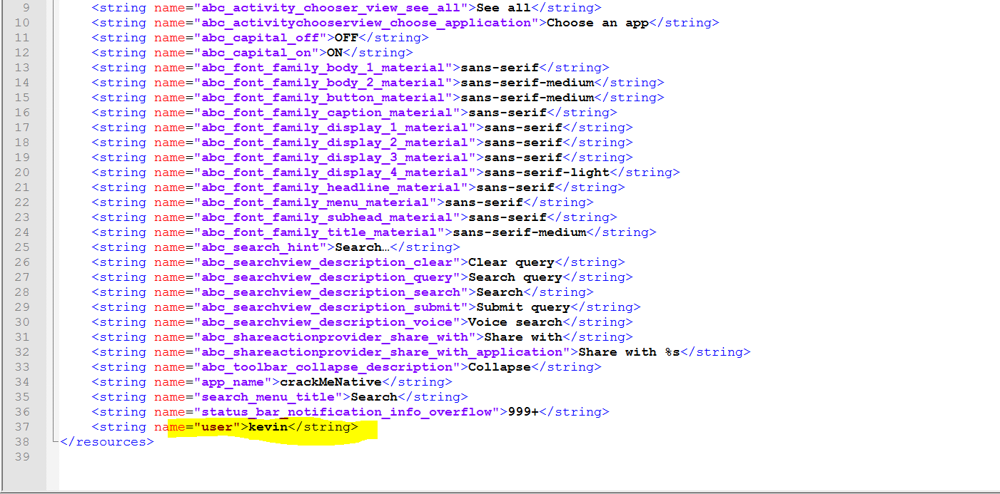 9 <string name="abc_activity_chooser_view_see_all">See all</string>
10 <string name="abc_activitychooserview_choose_application">Choose an app</string>
11 <string name="abc_capital_off">OFF</string>
12 <string name="abc_capital_on">ON</string>
13 <string name="abc_font_family_body_1_material">sans-serif</string>
14 <string name="abc_font_family_body_2_material">sans-serif-medium</string>
15 <string name="abc_font_family_button_material">sans-serif-medium</string>
16 <string name="abc_font_family_caption_material">sans-serif</string>
17 <string name="abc_font_family_display_1_material">sans-serif</string>
18 <string name="abc_font_family_display_2_material">sans-serif</string>
19 <string name="abc_font_family_display_3_material">sans-serif</string>
20 <string name="abc_font_family_display_4_material">sans-serif-light</string>
21 <string name="abc_font_family_headline_material">sans-serif</string>
22 <string name="abc_font_family_menu_material">sans-serif</string>
23 <string name="abc_font_family_subhead_material">sans-serif</string>
24 <string name="abc_font_family_title_material">sans-serif-medium</string>
25 <string name="abc_search_hint">Search…</string>
26 <string name="abc_searchview_description_clear">Clear query</string>
27 <string name="abc_searchview_description_query">Search query</string>
28 <string name="abc_searchview_description_search">Search</string>
29 <string name="abc_searchview_description_submit">Submit query</string>
30 <string name="abc_searchview_description_voice">Voice search</string>
31 <string name="abc_shareactionprovider_share_with">Share with</string>
32 <string name="abc_shareactionprovider_share_with_application">Share with %s</string>
33 <string name="abc_toolbar_collapse_description">Collapse</string>
34 <string name="app_name">crackMeNative</string>
35 <string name="search_menu_title">Search</string>
36 <string name="status_bar_notification_info_overflow">999+</string>
37 <string name="user">kevin</string>
38 </resources>
39